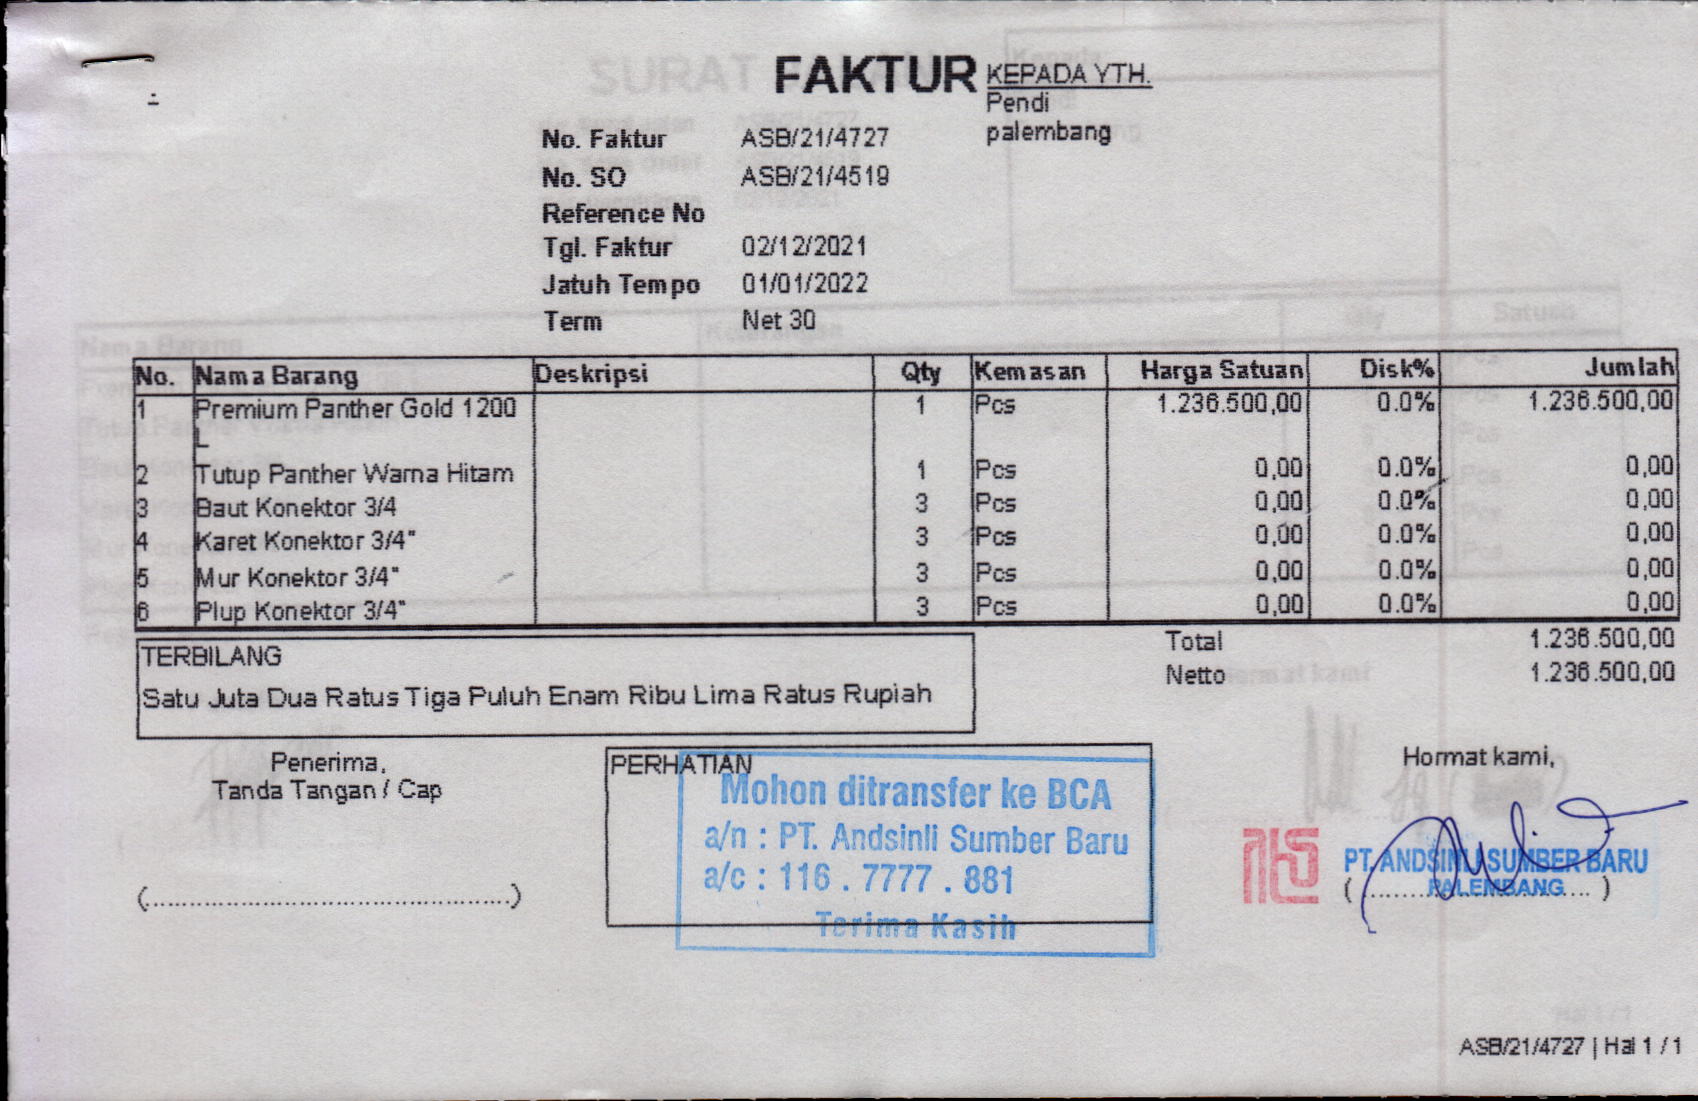 FAKTUR
KEPADA YTH.
Pendi
palembang
No. Faktur ASB/21/4727
No. SO ASB/21/4519
Reference No
Tgl. Faktur 02/12/2021
Jatuh Tempo 01/01/2022
Term Net 30
No. Nama Barang Deskripsi Qty Kemasan Harga Satuan Disk% Jumlah
1 Premium Panther Gold 1200 1 Pcs 1.236.500,00 0.0% 1.236.500,00
L
2 Tutup Panther Warna Hitam 1 Pcs 0,00 0.0% 0,00
3 Baut Konektor 3/4 3 Pcs 0,00 0.0% 0,00
4 Karet Konektor 3/4" 3 Pcs 0,00 0.0% 0,00
5 Mur Konektor 3/4" 3 Pcs 0,00 0.0% 0,00
6 Plup Konektor 3/4" 3 Pcs 0,00 0.0% 0,00
Total 1.236.500,00
Netto 1.236.500,00
TERBILANG
Satu Juta Dua Ratus Tiga Puluh Enam Ribu Lima Ratus Rupiah
Penerima,
Tanda Tangan / Cap
(................................................)
PERHATIAN
Mohon ditransfer ke BCA
a/n : PT. Andsinli Sumber Baru
a/c : 116 . 7777 . 881
Terima Kasih
Hormat kami,
PT. ANDSINLI SUMBER BARU
PALEMBANG
(................................)
ASB/21/4727 | Hal 1 / 1